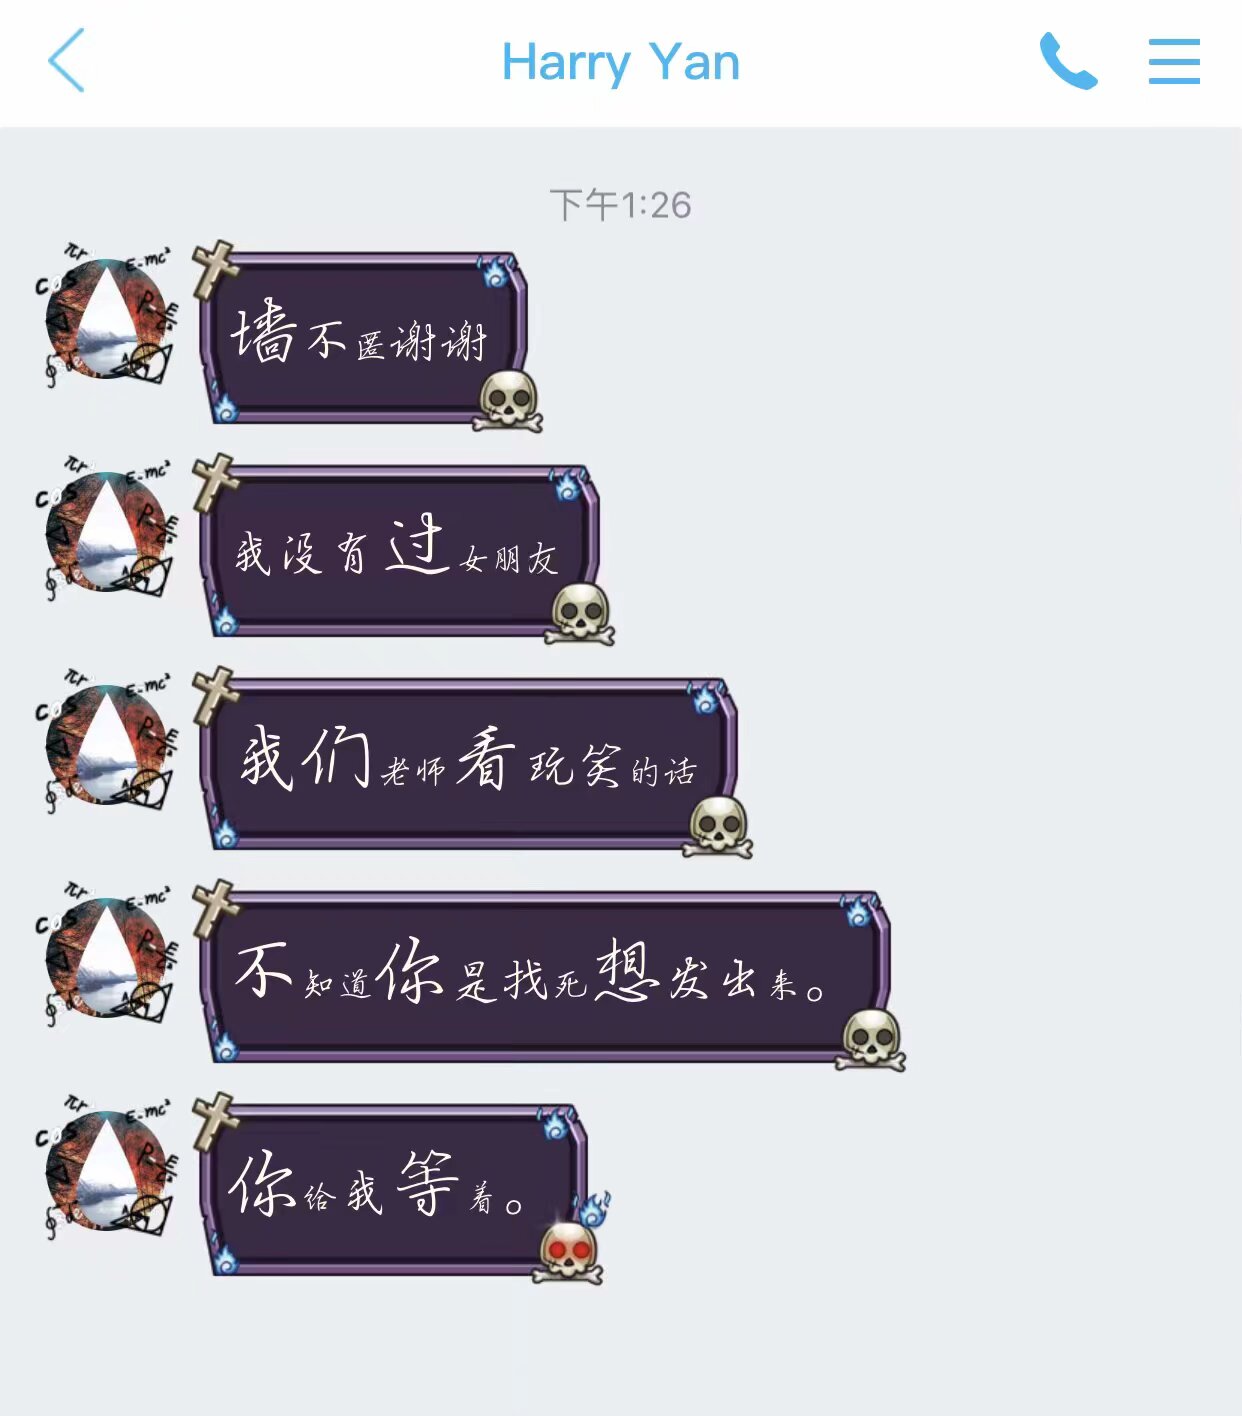 Harry Yan
下午1:26
墙不匿谢谢
我没有过女朋友
我们老师看玩笑的话
不知道你是找死想发出来。
你给我等着。